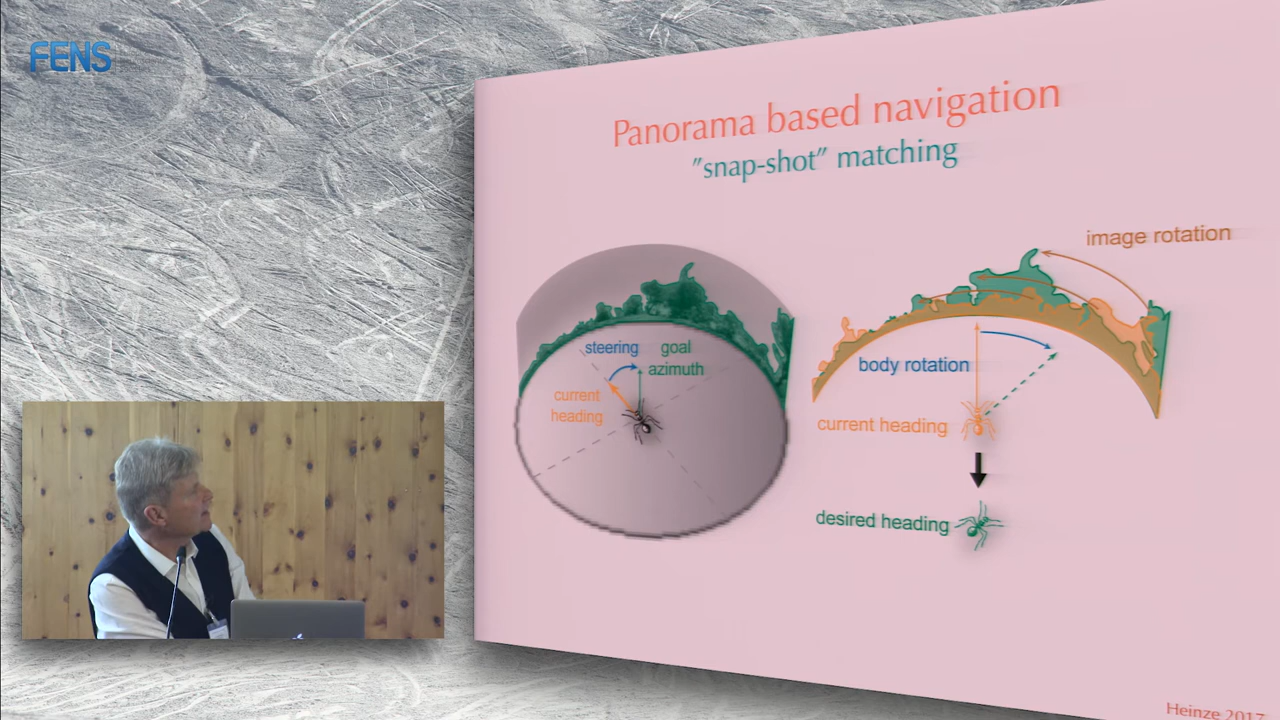 FENS
Panorama based navigation
"snap-shot" matching
steering
goal
azimuth
current
heading
image rotation
body rotation
current heading
desired heading
Heinze 2017